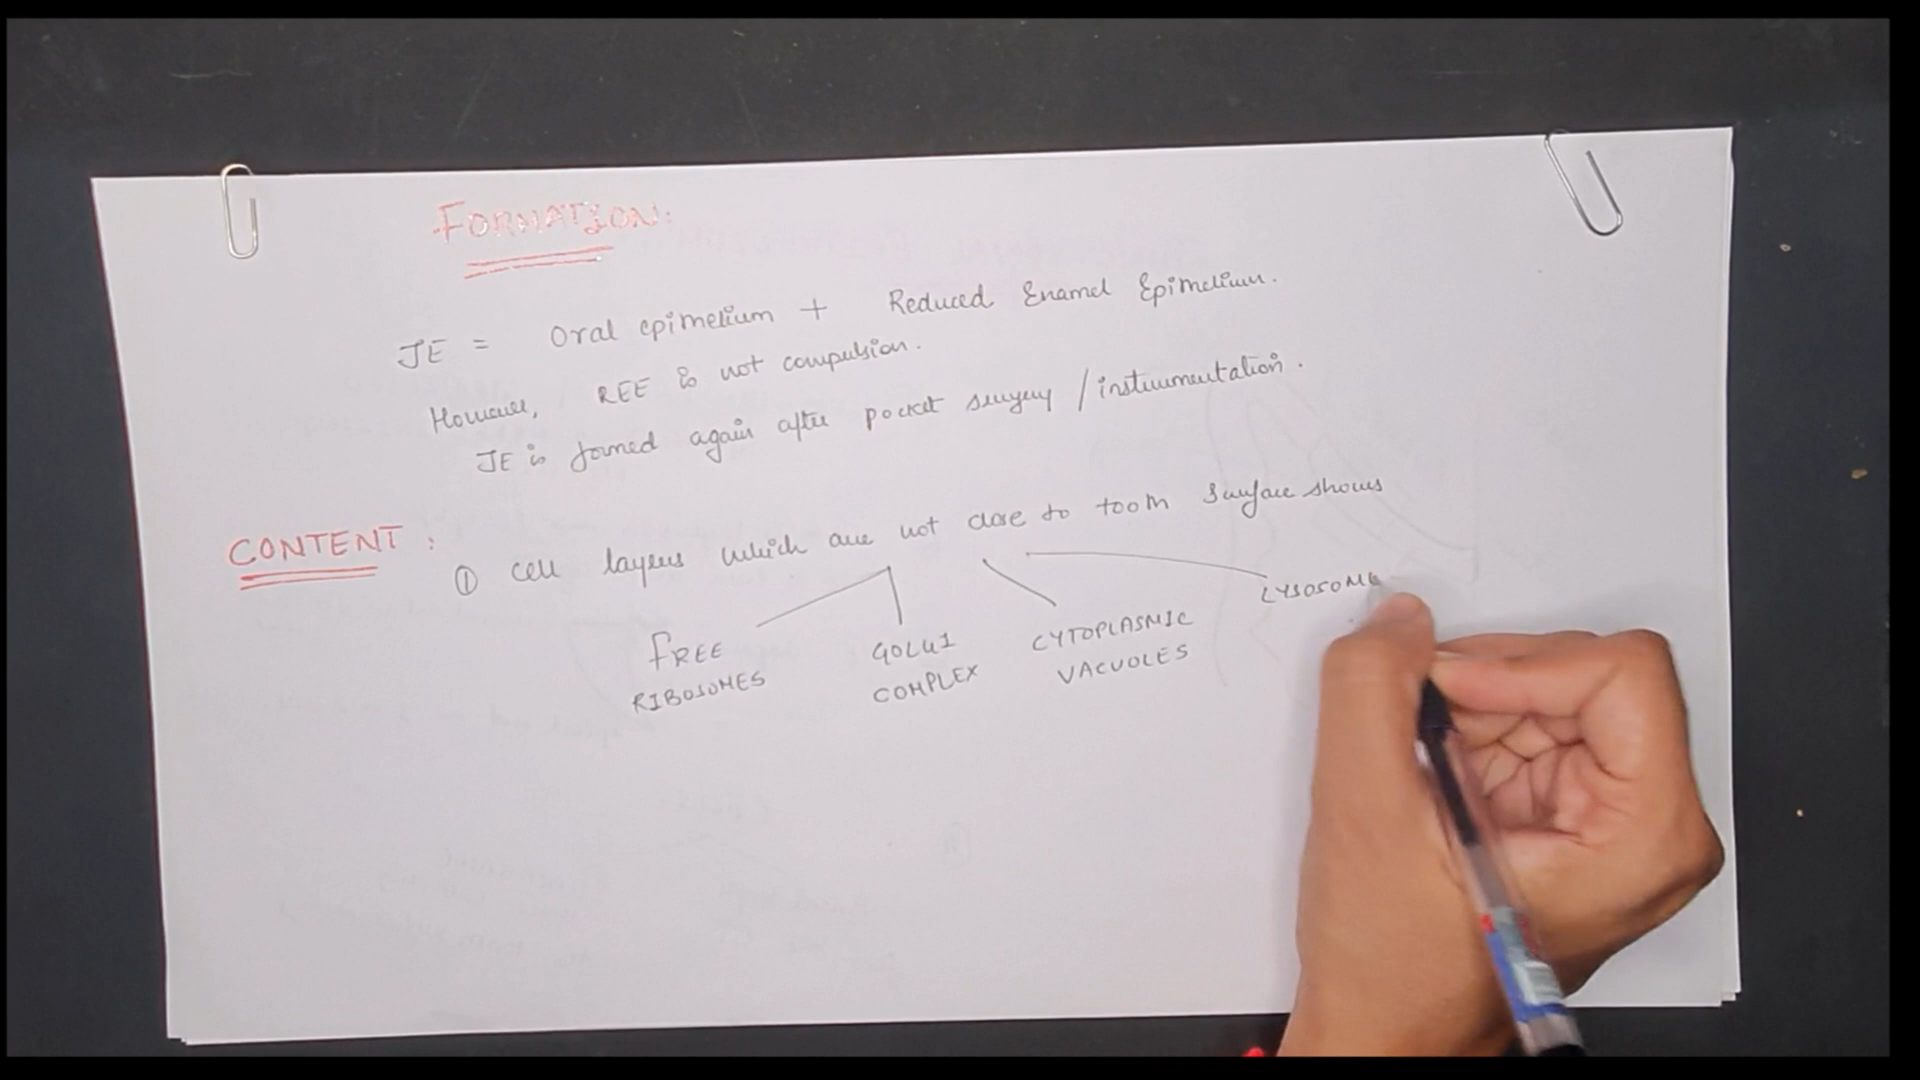 FORMATION:
JE = Oral epithelium + Reduced Enamel Epithelium.
However, REE is not compulsion.
JE is formed again after pocket surgery / instrumentation.
CONTENT :
① cell layers which are not close to tooth surface shows
FREE
RIBOSOMES
GOLGI
COMPLEX
CYTOPLASMIC
VACUOLES
LYSOSOM